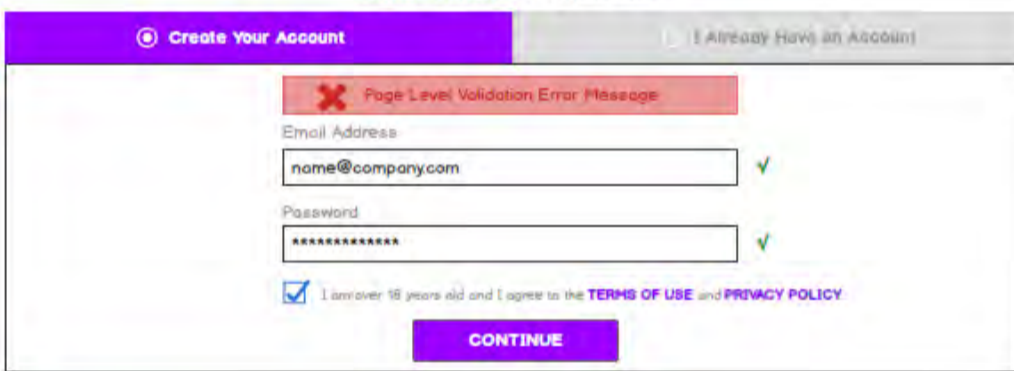 Create Your Account
I Already Have an Account
Page Level Validation Error Message
Email Address
name@company.com
√
Password
*************
√
I am over 18 years old and I agree to the TERMS OF USE and PRIVACY POLICY
CONTINUE